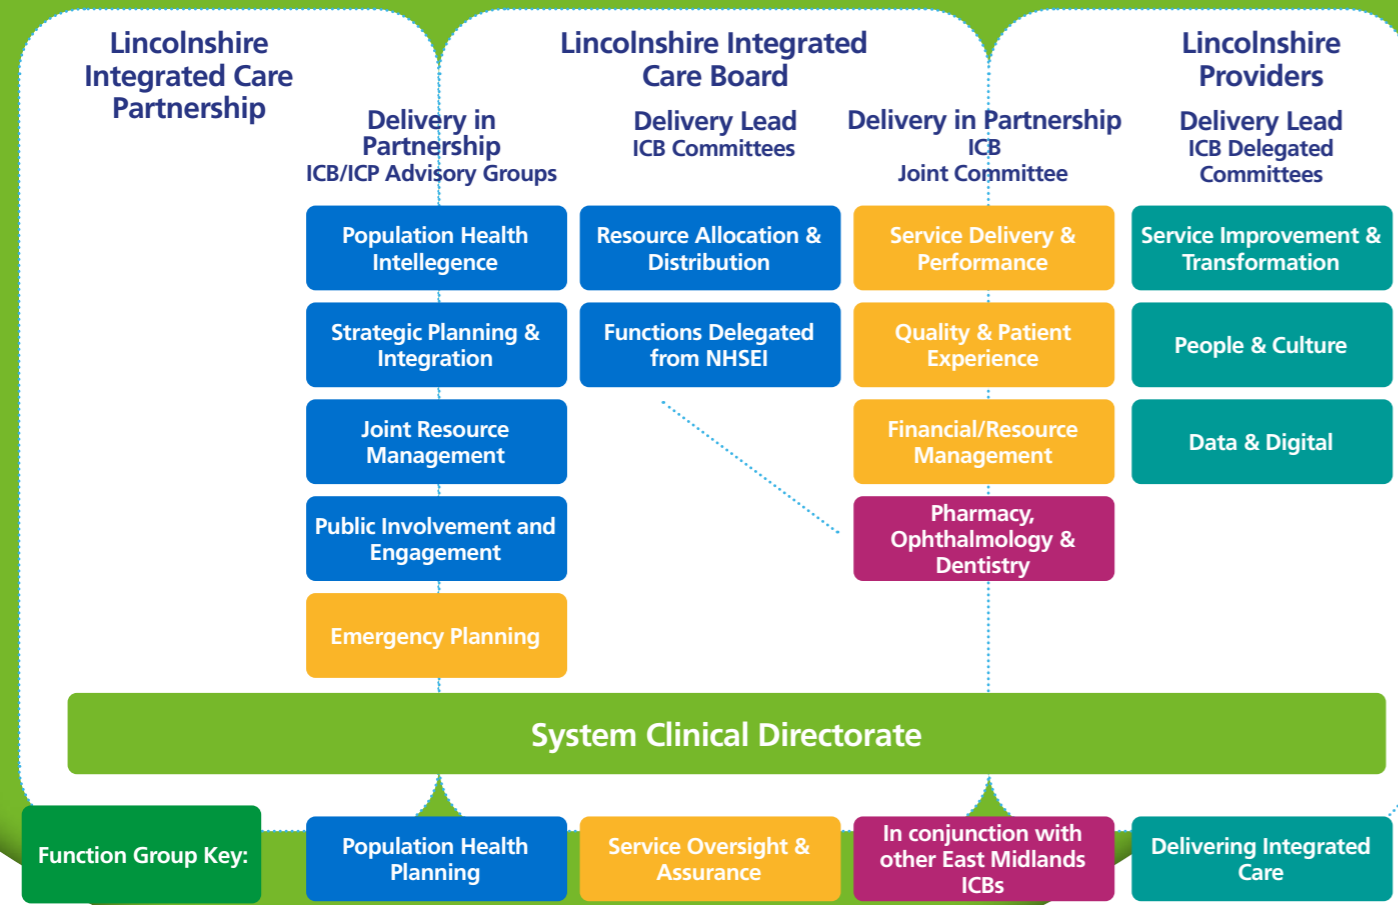 Lincolnshire
Integrated Care
Partnership
Lincolnshire Integrated
Care Board
Lincolnshire
Providers
Delivery in
Partnership
ICB/ICP Advisory Groups
Delivery Lead
ICB Committees
Delivery in Partnership
ICB
Joint Committee
Delivery Lead
ICB Delegated
Committees
Population Health
Intellegence
Strategic Planning &
Integration
Joint Resource
Management
Public Involvement and
Engagement
Emergency Planning
Resource Allocation &
Distribution
Functions Delegated
from NHSEI
Service Delivery &
Performance
Quality & Patient
Experience
Financial/Resource
Management
Pharmacy,
Ophthalmology &
Dentistry
Service Improvement &
Transformation
People & Culture
Data & Digital
System Clinical Directorate
Function Group Key:
Population Health
Planning
Service Oversight &
Assurance
In conjunction with
other East Midlands
ICBs
Delivering Integrated
Care